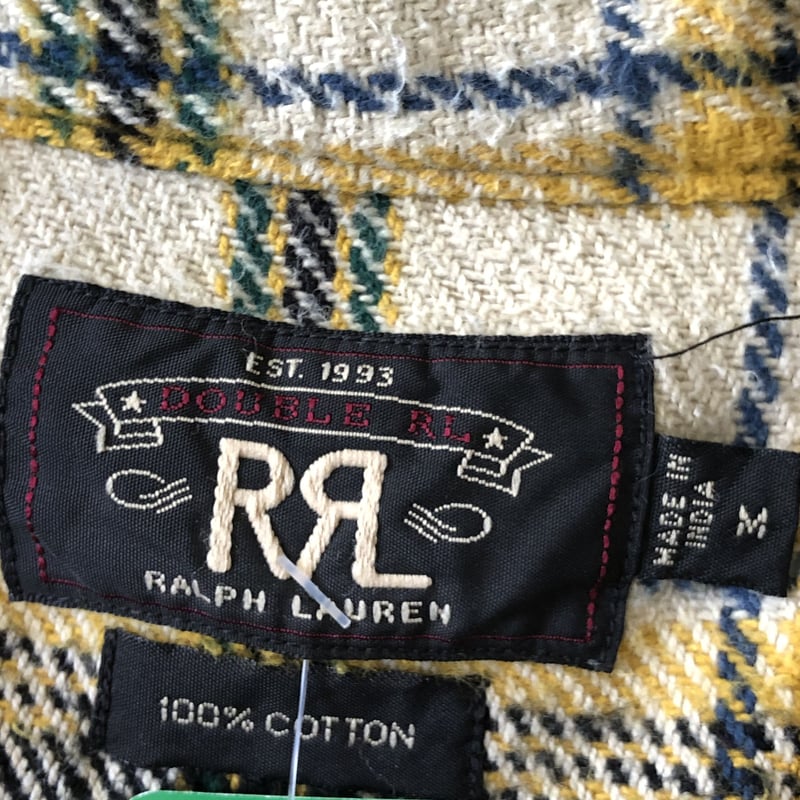 EST. 1993
DOUBLE RL
RRL
RALPH LAUREN
MADE IN
INDIA
M
100% COTTON